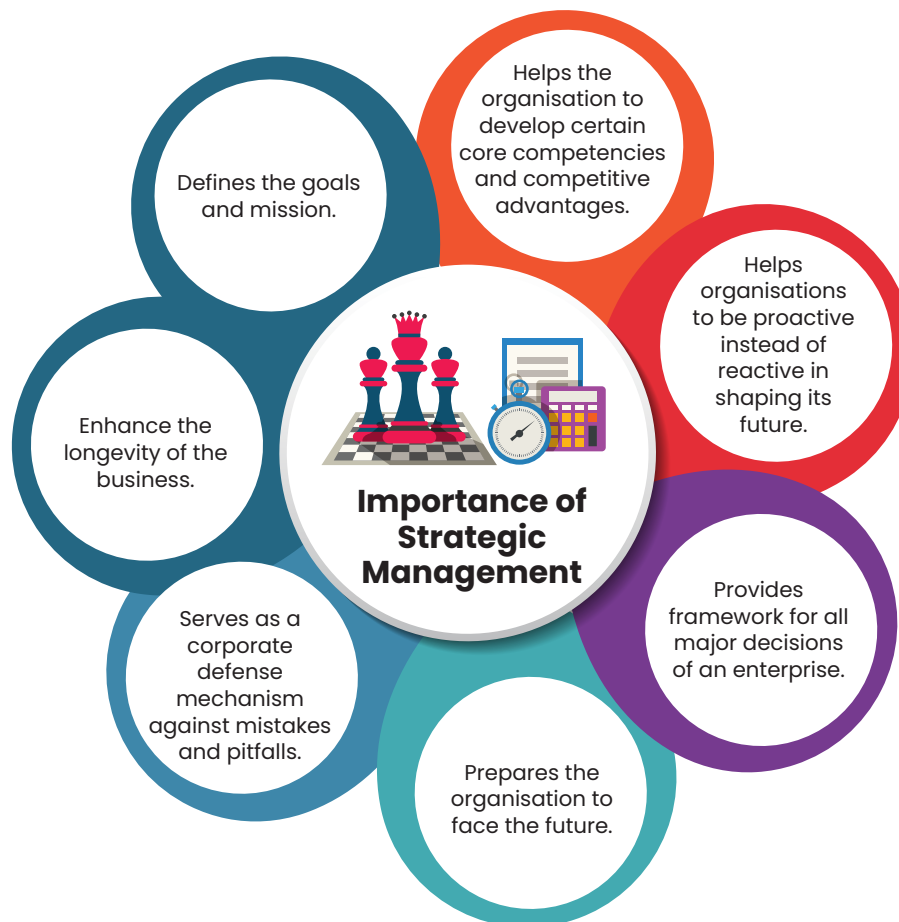 Importance of
Strategic
Management
Defines the goals
and mission.
Helps the
organisation to
develop certain
core competencies
and competitive
advantages.
Helps
organisations
to be proactive
instead of
reactive in
shaping its
future.
Provides
framework for all
major decisions
of an enterprise.
Prepares the
organisation to
face the future.
Serves as a
corporate
defense
mechanism
against mistakes
and pitfalls.
Enhance the
longevity of the
business.